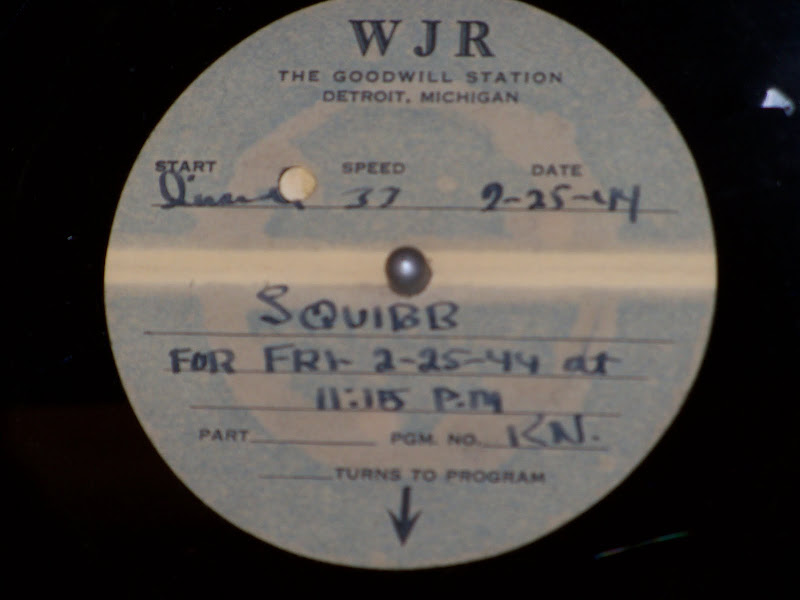 WJR
THE GOODWILL STATION
DETROIT, MICHIGAN
START SPEED DATE
33 2-25-44
SQUIBB
FOR FRI- 2-25-44 at
11:15 P.M
PART PGM. NO. KN.
TURNS TO PROGRAM